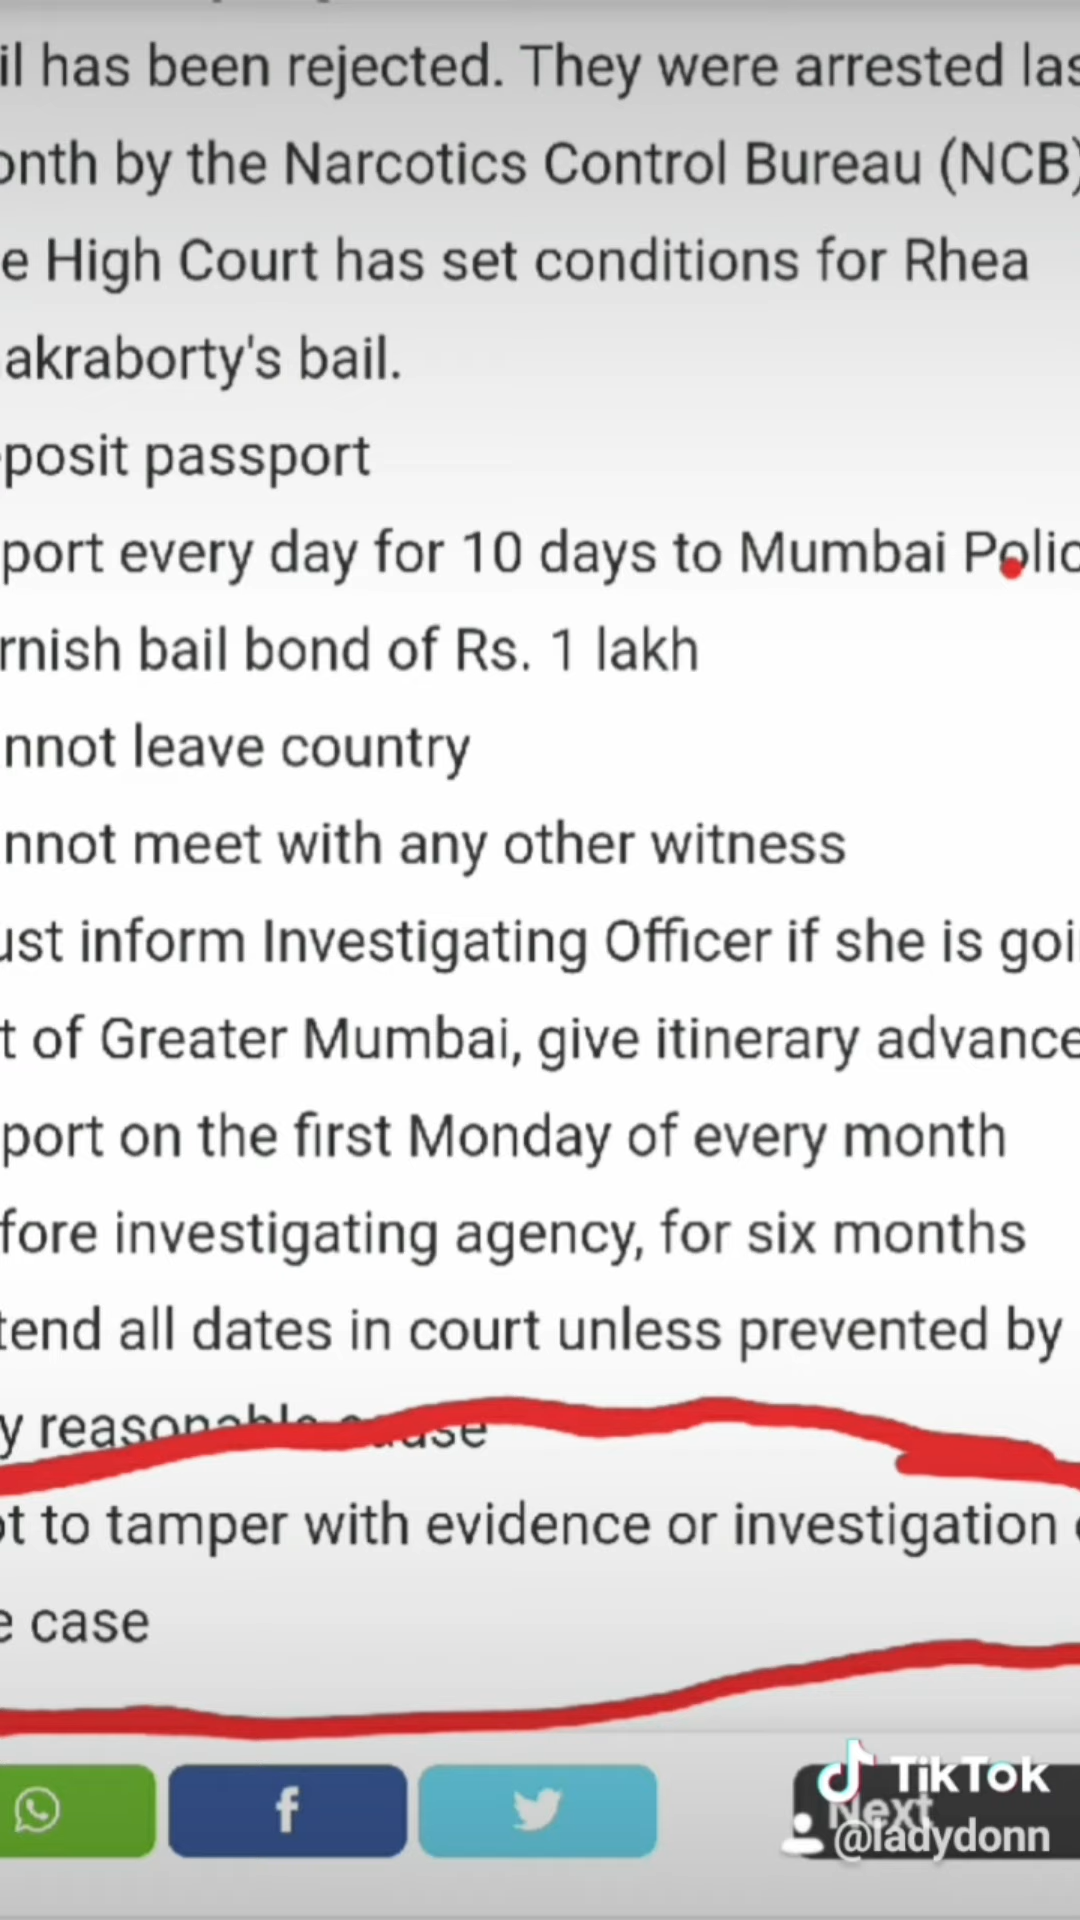 il has been rejected. They were arrested las
onth by the Narcotics Control Bureau (NCB)
e High Court has set conditions for Rhea
akraborty's bail.
posit passport
port every day for 10 days to Mumbai Polic
rnish bail bond of Rs. 1 lakh
nnot leave country
nnot meet with any other witness
ust inform Investigating Officer if she is goi
t of Greater Mumbai, give itinerary advance
port on the first Monday of every month
fore investigating agency, for six months
tend all dates in court unless prevented by
y reasonable cause
ot to tamper with evidence or investigation
e case
f
TikTok
Next
@ladydonn